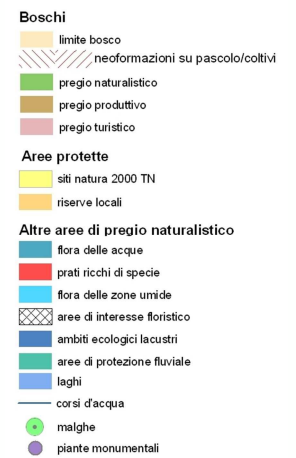 Boschi
limite bosco
neoformazioni su pascolo/coltivi
pregio naturalistico
pregio produttivo
pregio turistico
Aree protette
siti natura 2000 TN
riserve locali
Altre aree di pregio naturalistico
flora delle acque
prati ricchi di specie
flora delle zone umide
aree di interesse floristico
ambiti ecologici lacustri
aree di protezione fluviale
laghi
corsi d'acqua
malghe
piante monumentali